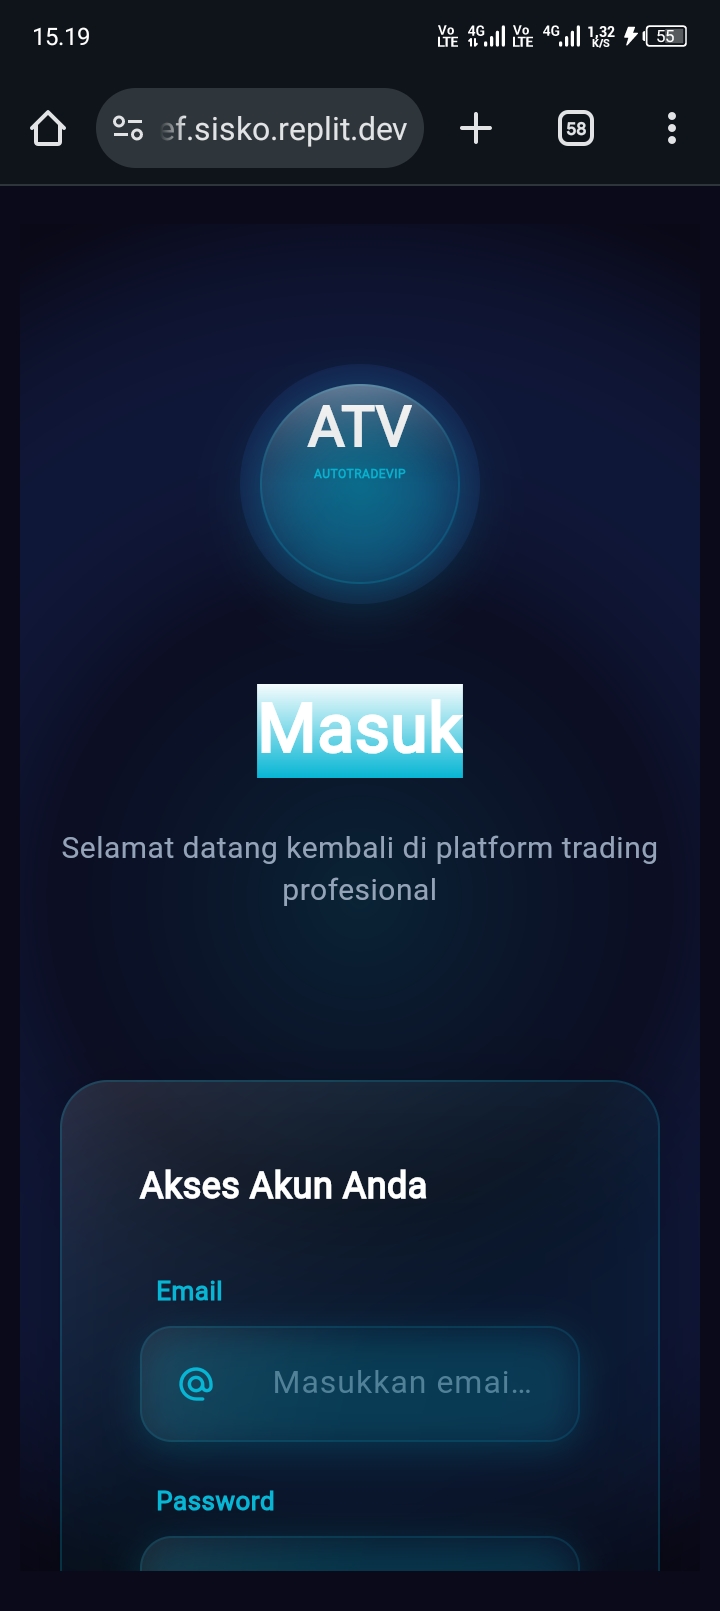 15.19
Vo LTE 4G Vo LTE 4G 1,32 K/S 55
ef.sisko.replit.dev
58
ATV
AUTOTRADEVIP
Masuk
Selamat datang kembali di platform trading
profesional
Akses Akun Anda
Email
@ Masukkan emai...
Password